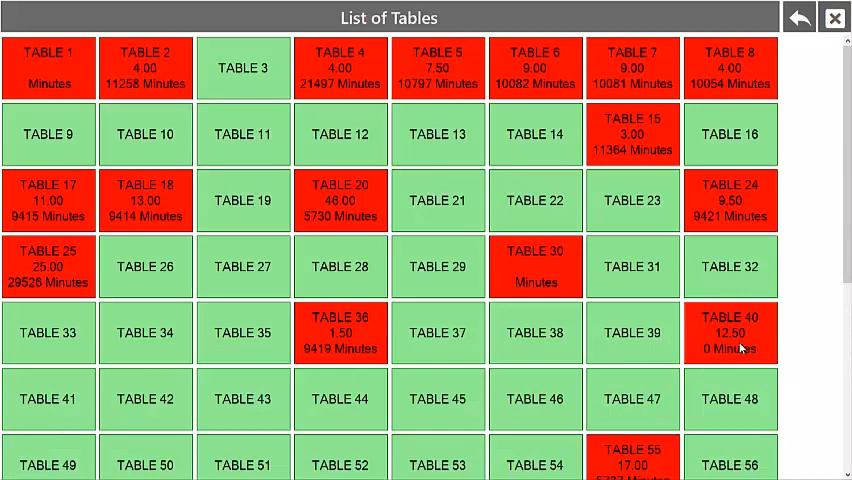 List of Tables
TABLE 1
Minutes
TABLE 2
4.00
11258 Minutes
TABLE 3
TABLE 4
4.00
21497 Minutes
TABLE 5
7.50
10797 Minutes
TABLE 6
9.00
10082 Minutes
TABLE 7
9.00
10081 Minutes
TABLE 8
4.00
10054 Minutes
TABLE 9
TABLE 10
TABLE 11
TABLE 12
TABLE 13
TABLE 14
TABLE 15
3.00
11364 Minutes
TABLE 16
TABLE 17
11.00
9415 Minutes
TABLE 18
13.00
9414 Minutes
TABLE 19
TABLE 20
46.00
5730 Minutes
TABLE 21
TABLE 22
TABLE 23
TABLE 24
9.50
9421 Minutes
TABLE 25
25.00
29526 Minutes
TABLE 26
TABLE 27
TABLE 28
TABLE 29
TABLE 30
Minutes
TABLE 31
TABLE 32
TABLE 33
TABLE 34
TABLE 35
TABLE 36
1.50
9419 Minutes
TABLE 37
TABLE 38
TABLE 39
TABLE 40
12.50
0 Minutes
TABLE 41
TABLE 42
TABLE 43
TABLE 44
TABLE 45
TABLE 46
TABLE 47
TABLE 48
TABLE 49
TABLE 50
TABLE 51
TABLE 52
TABLE 53
TABLE 54
TABLE 55
17.00
Minutes
TABLE 56